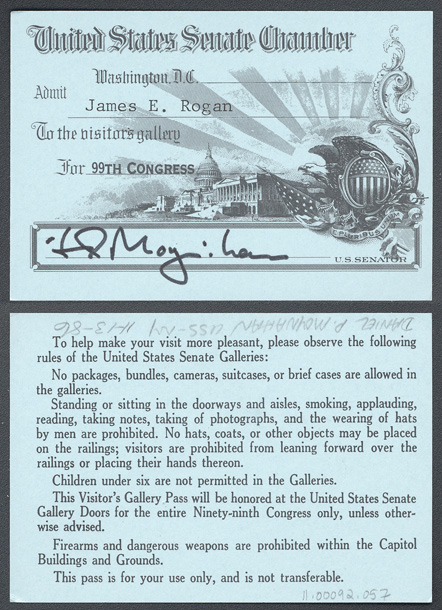 United States Senate Chamber
Washington, D.C.
Admit
James E. Rogan
To the visitor's gallery
For 99TH CONGRESS
E PLURIBUS
U.S. SENATOR
DANIEL P. MOYNAHAN USS-NY 11-3-86
To help make your visit more pleasant, please observe the following
rules of the United States Senate Galleries:
No packages, bundles, cameras, suitcases, or brief cases are allowed in
the galleries.
Standing or sitting in the doorways and aisles, smoking, applauding,
reading, taking notes, taking of photographs, and the wearing of hats
by men are prohibited. No hats, coats, or other objects may be placed
on the railings; visitors are prohibited from leaning forward over the
railings or placing their hands thereon.
Children under six are not permitted in the Galleries.
This Visitor's Gallery Pass will be honored at the United States Senate
Gallery Doors for the entire Ninety-ninth Congress only, unless other-
wise advised.
Firearms and dangerous weapons are prohibited within the Capitol
Buildings and Grounds.
This pass is for your use only, and is not transferable.
11.00092.057